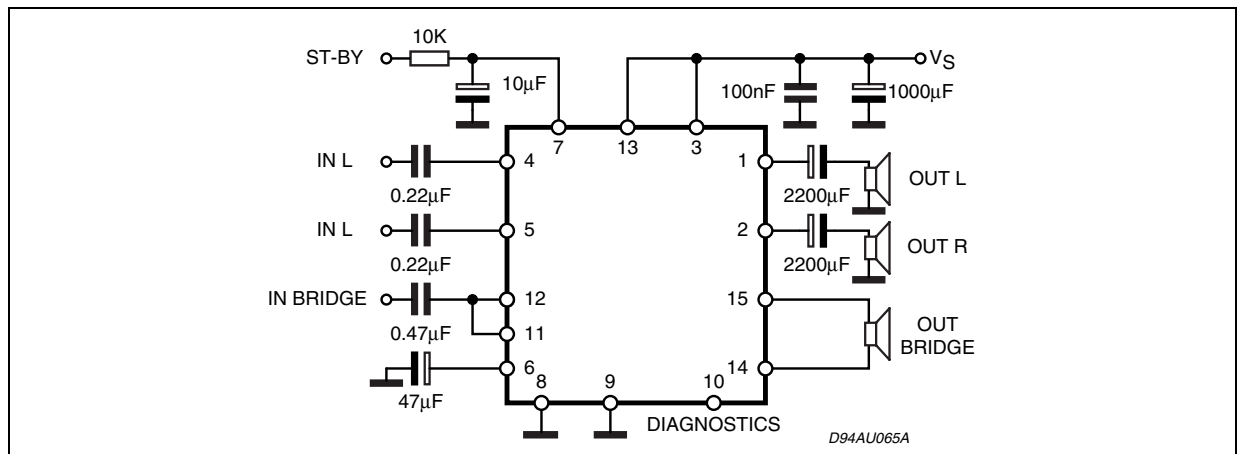 10K
ST-BY
10µF
100nF
1000µF
VS
7
13
3
IN L
0.22µF
4
1
2200µF
OUT L
IN L
0.22µF
5
2
2200µF
OUT R
IN BRIDGE
0.47µF
12
11
15
14
OUT
BRIDGE
47µF
6
8
9
10
DIAGNOSTICS
D94AU065A